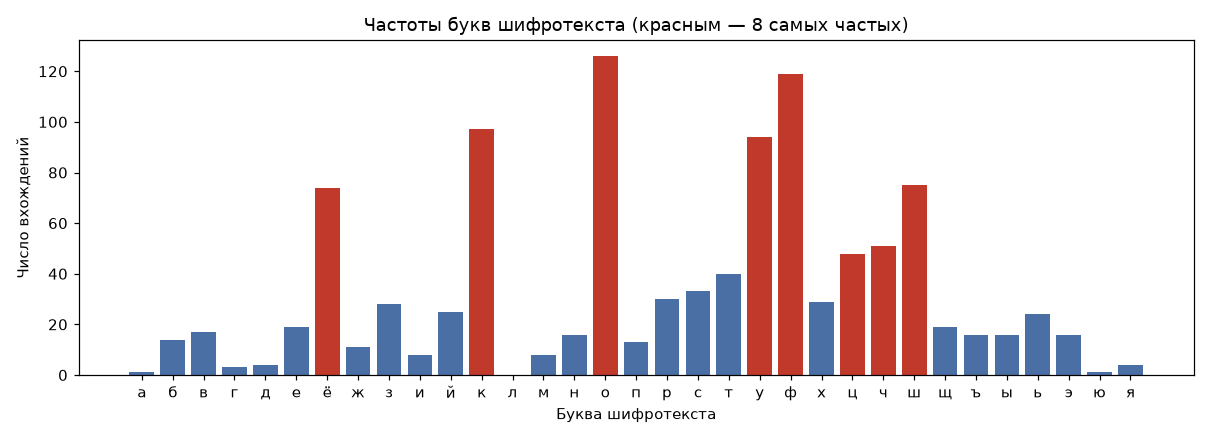 Частоты букв шифротекста (красным — 8 самых частых)
Число вхождений
120
100
80
60
40
20
0
а б в г д е ё ж з и й к л м н о п р с т у ф х ц ч ш щ ъ ы ь э ю я
Буква шифротекста